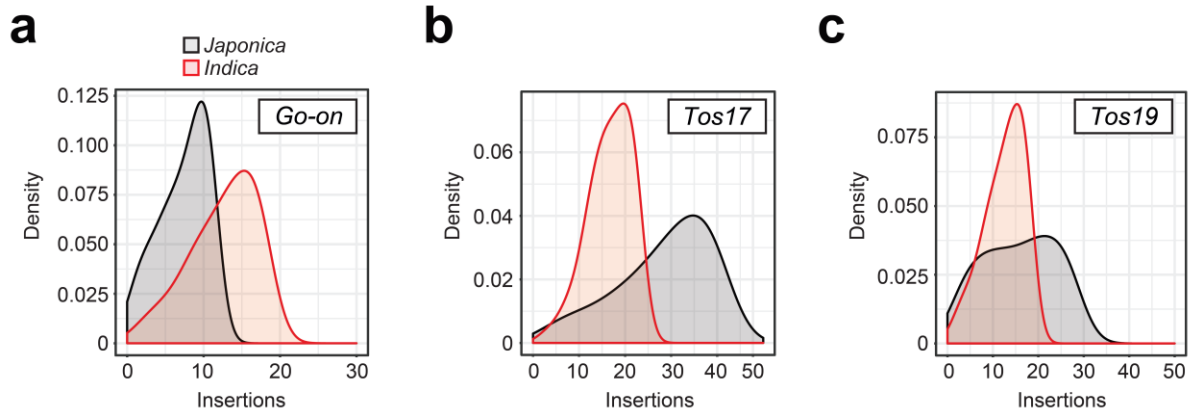 a
Japonica
Indica
Go-on
0.125
0.100
0.075
0.050
0.025
0
Density
0 10 20 30
Insertions
b
Tos17
0.06
0.04
0.02
0
Density
0 10 20 30 40 50
Insertions
c
Tos19
0.075
0.050
0.025
0
Density
0 10 20 30 40 50
Insertions